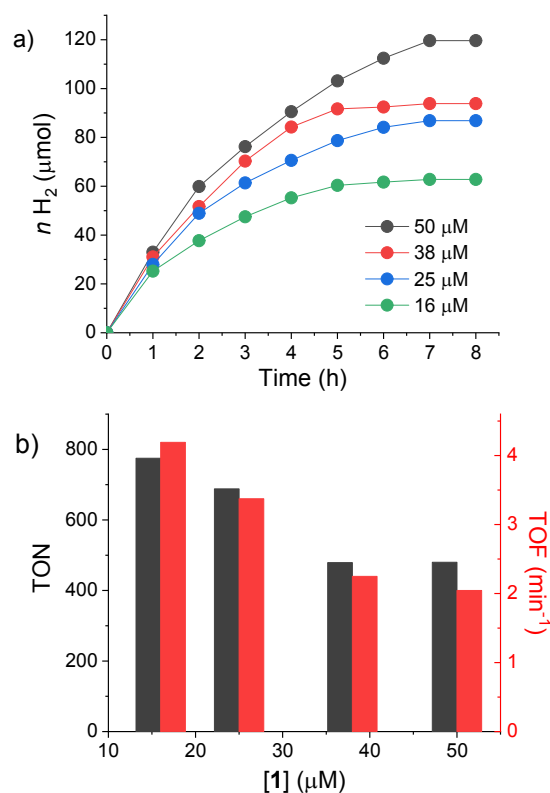 a)
n H₂ (μmol)
120
100
80
60
40
20
0
50 μM
38 μM
25 μM
16 μM
0 1 2 3 4 5 6 7 8
Time (h)
b)
TON
800
600
400
200
0
TOF (min⁻¹)
4
3
2
1
0
10 20 30 40 50
[1] (μM)